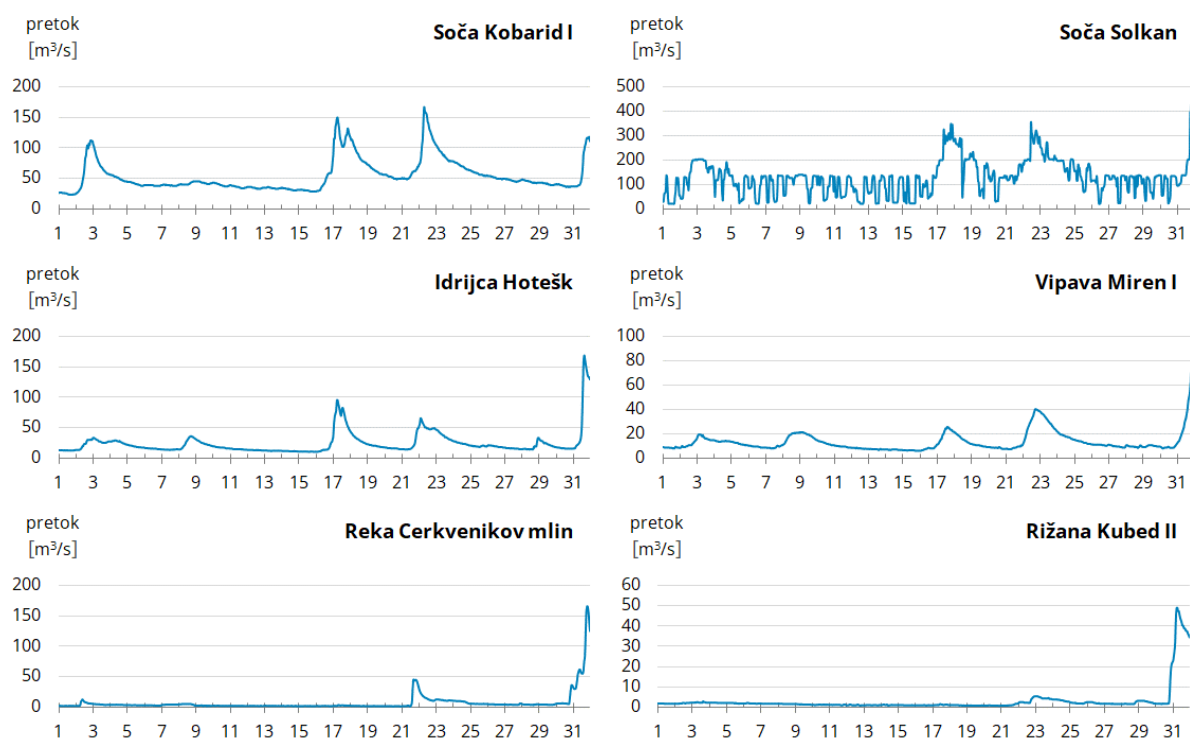 pretok
[m³/s]
Soča Kobarid I
200
150
100
50
0
1 3 5 7 9 11 13 15 17 19 21 23 25 27 29 31
pretok
[m³/s]
Soča Solkan
500
400
300
200
100
0
1 3 5 7 9 11 13 15 17 19 21 23 25 27 29 31
pretok
[m³/s]
Idrijca Hotešk
200
150
100
50
0
1 3 5 7 9 11 13 15 17 19 21 23 25 27 29 31
pretok
[m³/s]
Vipava Miren I
100
80
60
40
20
0
1 3 5 7 9 11 13 15 17 19 21 23 25 27 29 31
pretok
[m³/s]
Reka Cerkvenikov mlin
200
150
100
50
0
1 3 5 7 9 11 13 15 17 19 21 23 25 27 29 31
pretok
[m³/s]
Rižana Kubed II
60
50
40
30
20
10
0
1 3 5 7 9 11 13 15 17 19 21 23 25 27 29 31